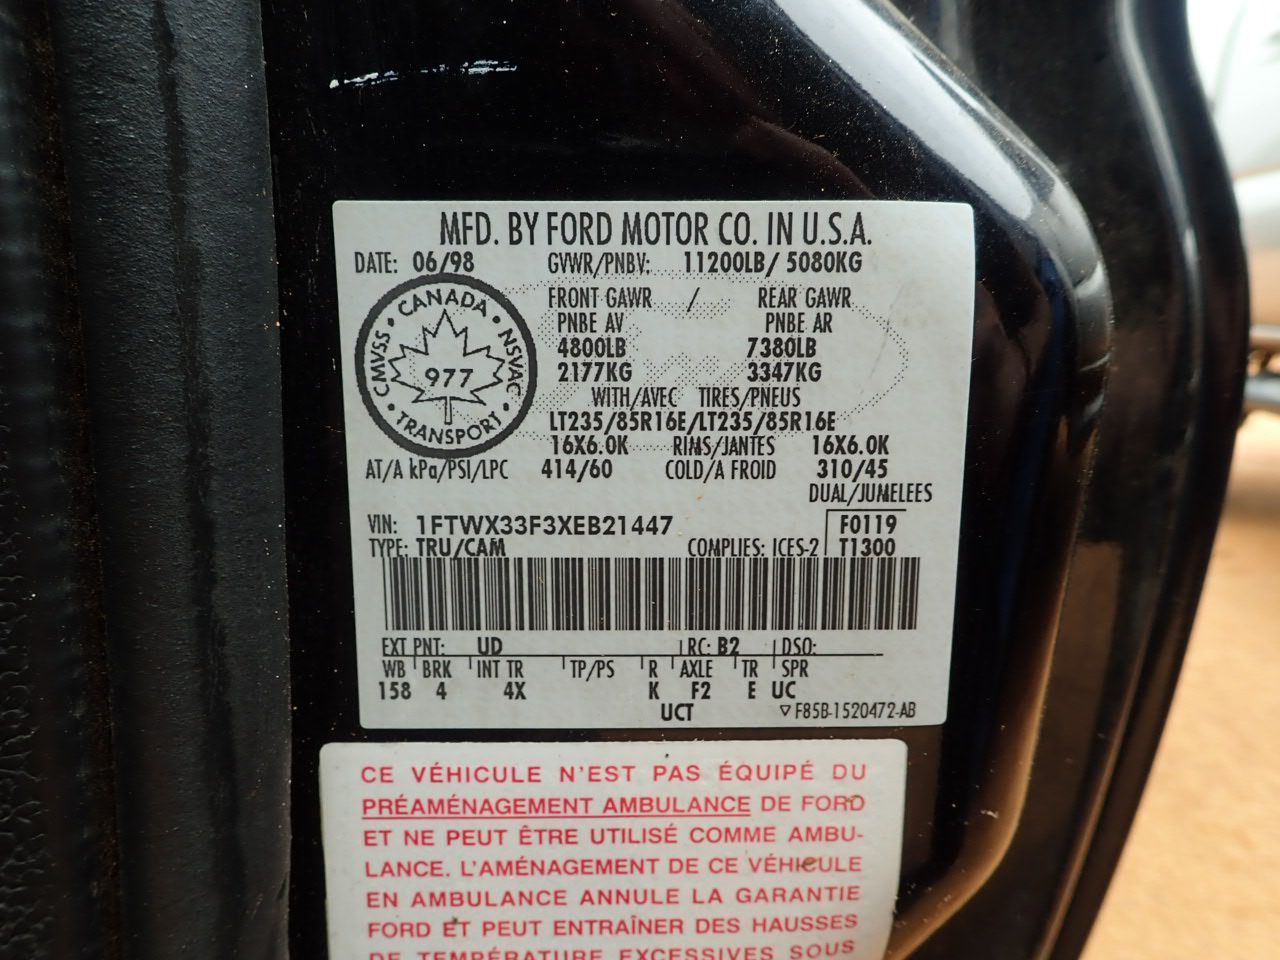 MFD. BY FORD MOTOR CO. IN U.S.A.
DATE: 06/98 GVWR/PNBV: 11200LB/ 5080KG
FRONT GAWR / REAR GAWR
PNBE AV PNBE AR
4800LB 7380LB
2177KG 3347KG
CANADA · NSVAC · TRANSPORT · CMVSS
977
WITH/AVEC TIRES/PNEUS
LT235/85R16E/LT235/85R16E
16X6.0K RIMS/JANTES 16X6.0K
AT/A kPa/PSI/LPC 414/60 COLD/A FROID 310/45
DUAL/JUMELEES
VIN: 1FTWX33F3XEB21447 F0119
TYPE: TRU/CAM COMPLIES: ICES-2 T1300
EXT PNT: UD RC: B2 DSO:
WB BRK INT TR TP/PS R AXLE TR SPR
158 4 4X K F2 E UC
UCT ▽F85B-1520472-AB
CE VÉHICULE N'EST PAS ÉQUIPÉ DU
PRÉAMÉNAGEMENT AMBULANCE DE FORD
ET NE PEUT ÊTRE UTILISÉ COMME AMBU-
LANCE. L'AMÉNAGEMENT DE CE VÉHICULE
EN AMBULANCE ANNULE LA GARANTIE
FORD ET PEUT ENTRAÎNER DES HAUSSES
DE TEMPÉRATURE EXCESSIVES SOUS